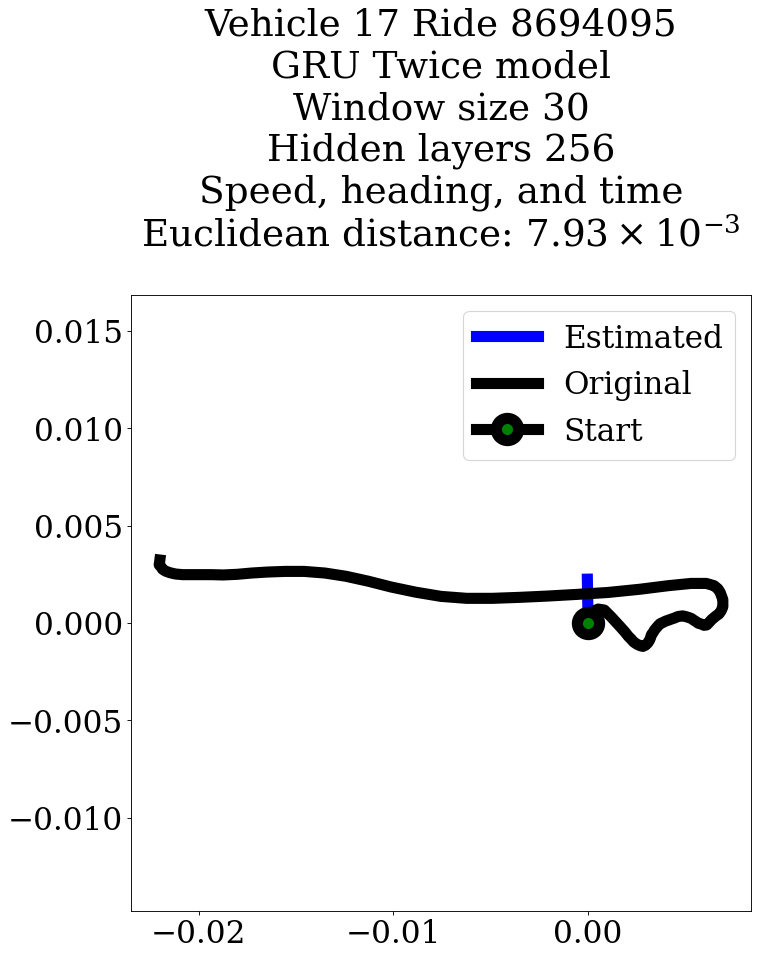 Vehicle 17 Ride 8694095
GRU Twice model
Window size 30
Hidden layers 256
Speed, heading, and time
Euclidean distance: 7.93 × 10⁻³
Estimated
Original
Start
0.015
0.010
0.005
0.000
−0.005
−0.010
−0.02 −0.01 0.00